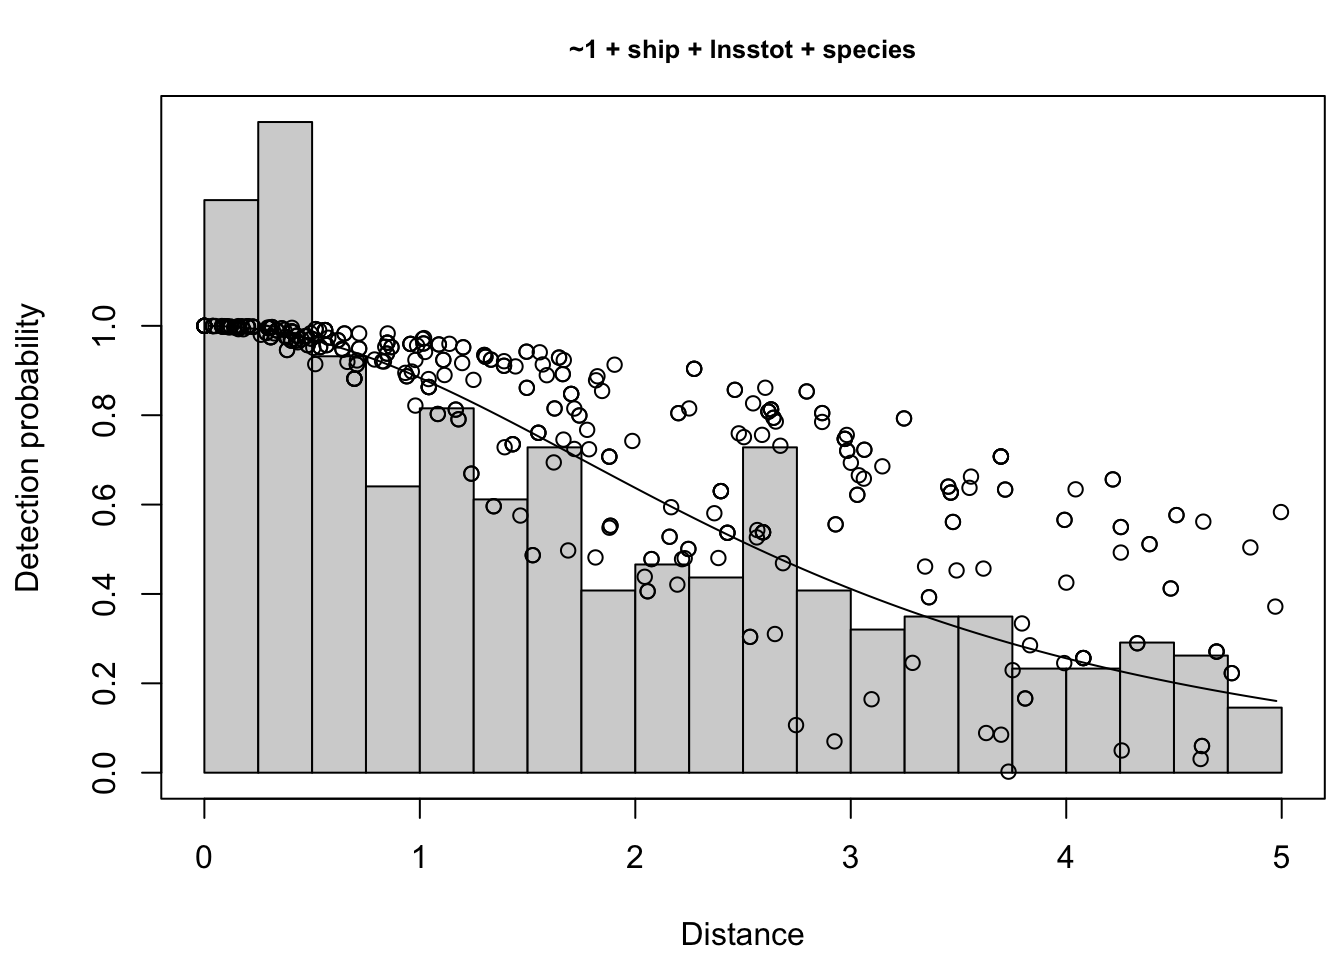 ~1 + ship + lnsstot + species
Detection probability
1.0
0.8
0.6
0.4
0.2
0.0
0 1 2 3 4 5
Distance